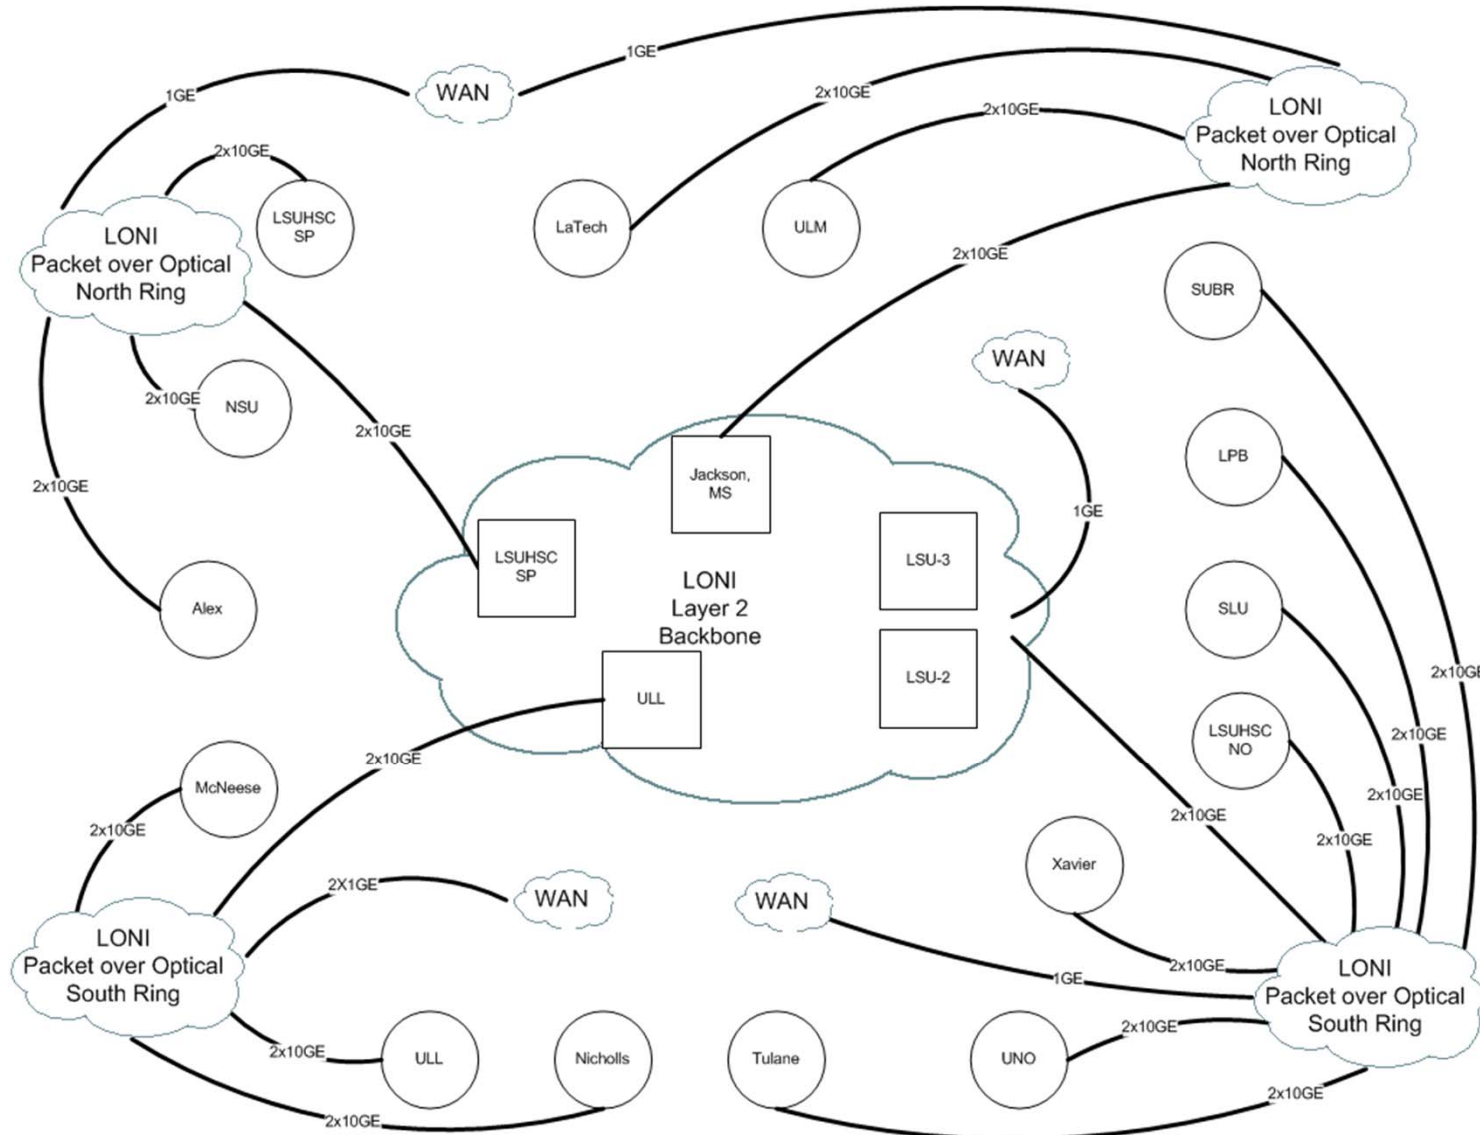 1GE
WAN
1GE
2x10GE
2x10GE
2x10GE
LONI
Packet over Optical
North Ring
LSUHSC
SP
LaTech
ULM
LONI
Packet over Optical
North Ring
2x10GE
SUBR
WAN
NSU
2x10GE
2x10GE
2x10GE
LPB
Jackson,
MS
1GE
LSUHSC
SP
LONI
Layer 2
Backbone
LSU-3
LSU-2
ULL
Alex
SLU
2x10GE
LSUHSC
NO
2x10GE
2x10GE
McNeese
2x10GE
2x10GE
2x10GE
2x10GE
Xavier
2X1GE
WAN
WAN
LONI
Packet over Optical
South Ring
2x10GE
1GE
LONI
Packet over Optical
South Ring
2x10GE
2x10GE
ULL
Nicholls
Tulane
UNO
2x10GE
2x10GE